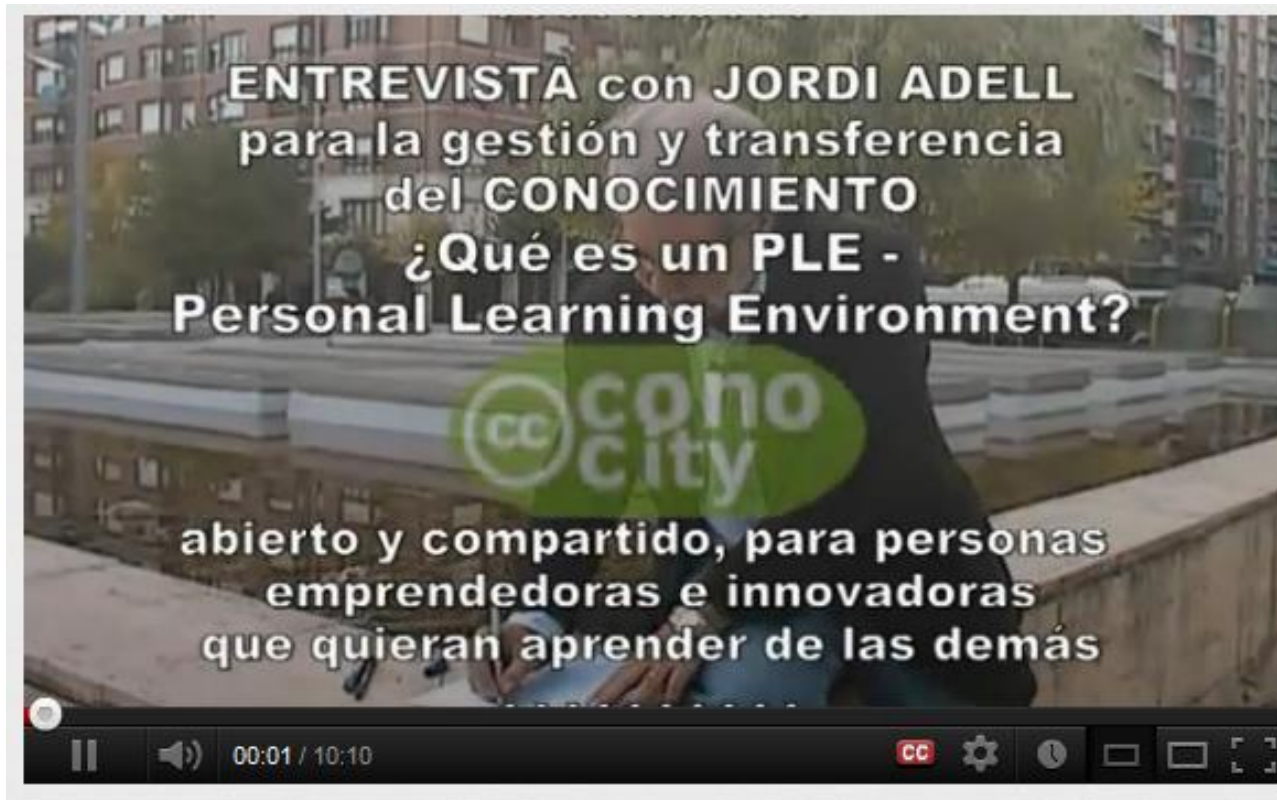 ENTREVISTA con JORDI ADELL
para la gestión y transferencia
del CONOCIMIENTO
¿Qué es un PLE -
Personal Learning Environment?
cc cono
city
abierto y compartido, para personas
emprendedoras e innovadoras
que quieran aprender de las demás
00:01 / 10:10
CC